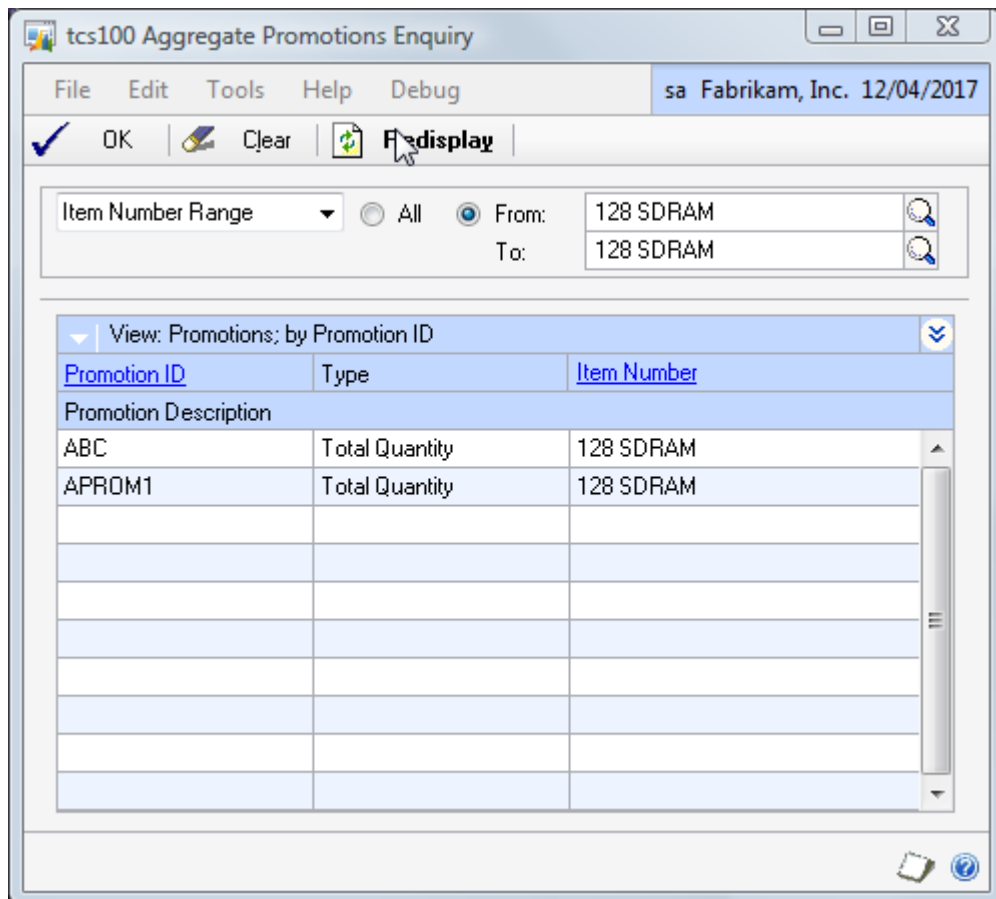 tcs100 Aggregate Promotions Enquiry
File Edit Tools Help Debug sa Fabrikam, Inc. 12/04/2017
OK Clear Redisplay
Item Number Range All From: 128 SDRAM
To: 128 SDRAM
View: Promotions; by Promotion ID
Promotion ID Type Item Number
Promotion Description
ABC Total Quantity 128 SDRAM
APROM1 Total Quantity 128 SDRAM